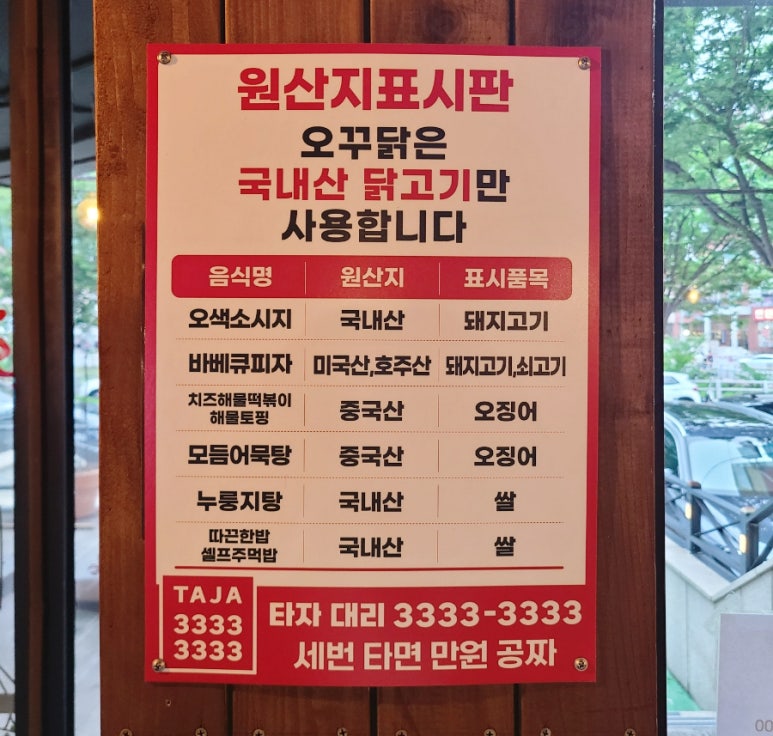 원산지표시판
오꾸닭은
국내산 닭고기만
사용합니다
음식명 원산지 표시품목
오색소시지 국내산 돼지고기
바베큐피자 미국산,호주산 돼지고기,쇠고기
치즈해물떡볶이
해물토핑 중국산 오징어
모듬어묵탕 중국산 오징어
누룽지탕 국내산 쌀
따끈한밥
셀프주먹밥 국내산 쌀
TAJA
3333
3333
타자 대리 3333-3333
세번 타면 만원 공짜